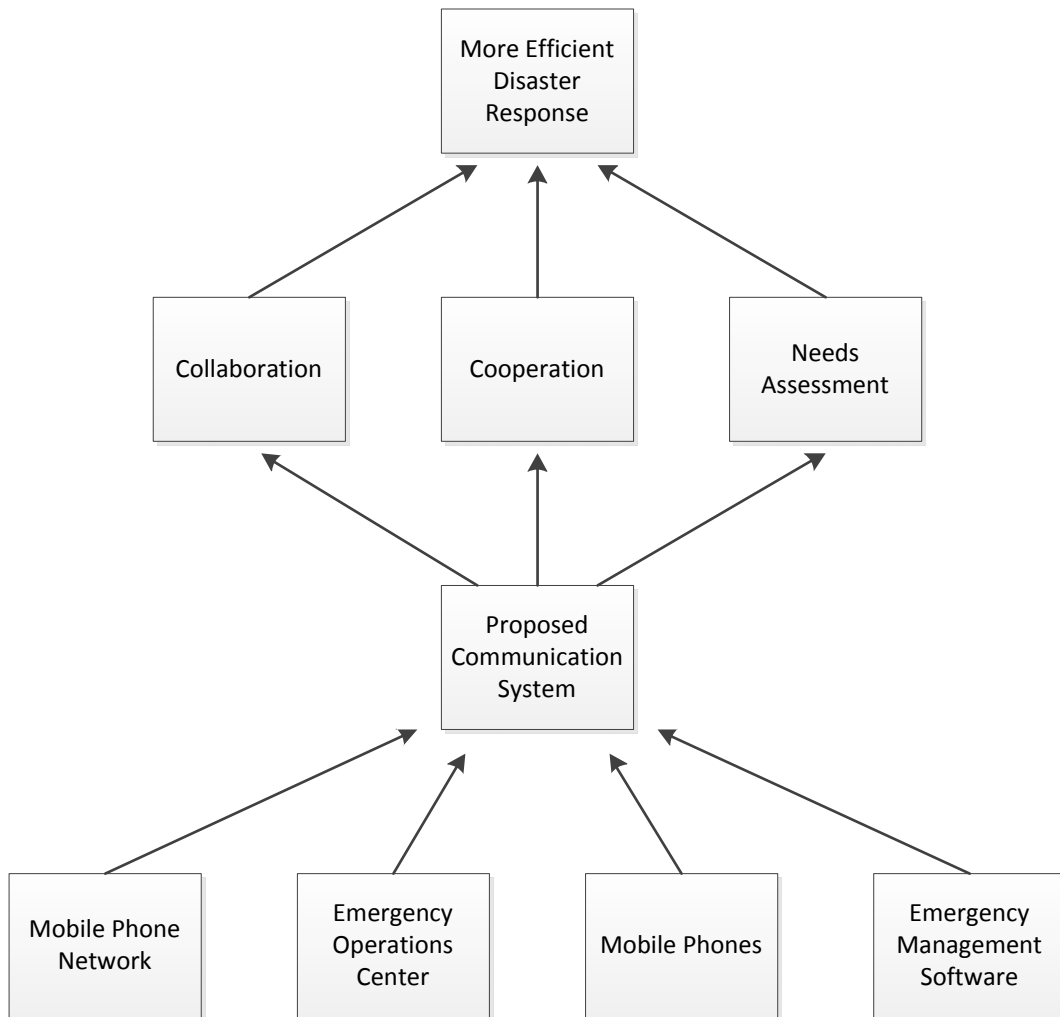 More Efficient
Disaster
Response
Collaboration
Cooperation
Needs
Assessment
Proposed
Communication
System
Mobile Phone
Network
Emergency
Operations
Center
Mobile Phones
Emergency
Management
Software